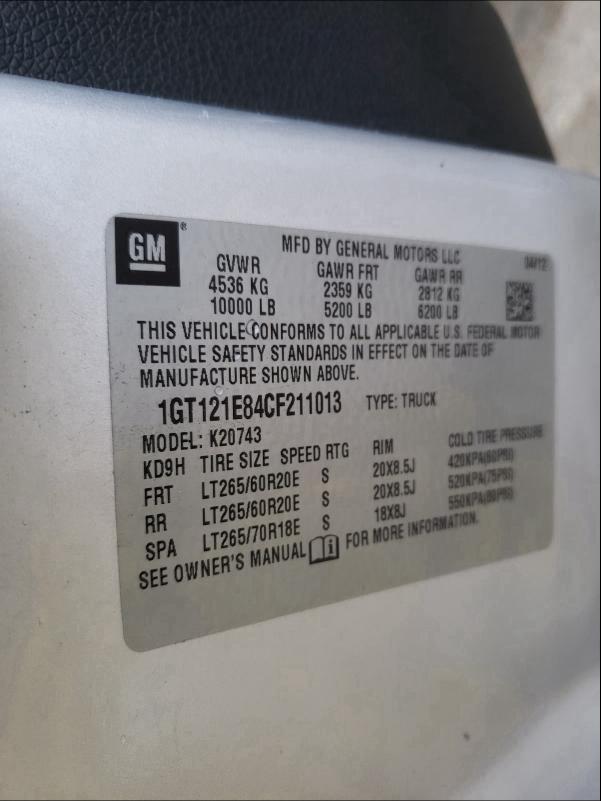 GM®
MFD BY GENERAL MOTORS LLC 04/12
GVWR GAWR FRT GAWR RR
4536 KG 2359 KG 2812 KG
10000 LB 5200 LB 6200 LB
THIS VEHICLE CONFORMS TO ALL APPLICABLE U.S. FEDERAL MOTOR
VEHICLE SAFETY STANDARDS IN EFFECT ON THE DATE OF
MANUFACTURE SHOWN ABOVE.
1GT121E84CF211013 TYPE: TRUCK
MODEL: K20743
KD9H TIRE SIZE SPEED RTG RIM COLD TIRE PRESSURE
FRT LT265/60R20E S 20X8.5J 420KPA(60PSI)
RR LT265/60R20E S 20X8.5J 520KPA(75PSI)
SPA LT265/70R18E S 18X8J 550KPA(80PSI)
SEE OWNER'S MANUAL i FOR MORE INFORMATION.